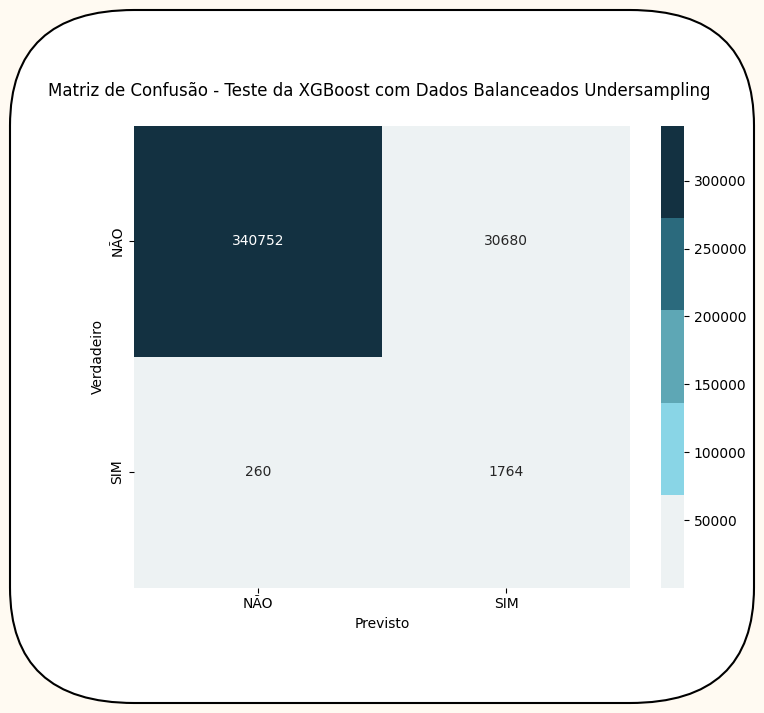 Matriz de Confusão - Teste da XGBoost com Dados Balanceados Undersampling
NÃO
340752
30680
Verdadeiro
SIM
260
1764
NÃO
SIM
Previsto
300000
250000
200000
150000
100000
50000